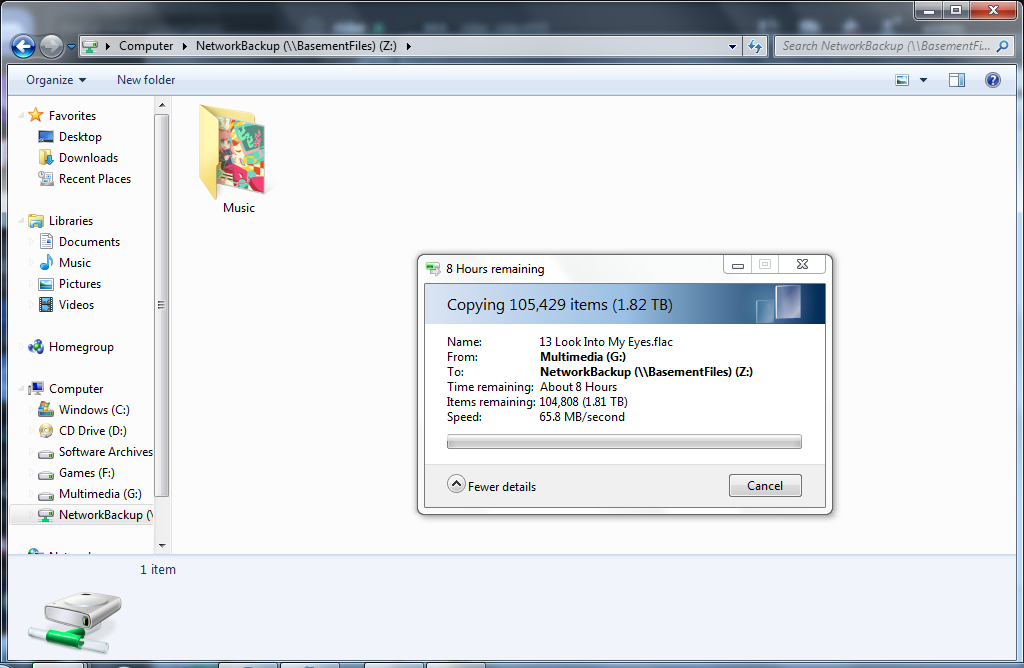 Computer NetworkBackup (\\BasementFiles) (Z:)
Search NetworkBackup (\\BasementFi...
Organize
New folder
Favorites
Desktop
Downloads
Recent Places
Libraries
Documents
Music
Pictures
Videos
Homegroup
Computer
Windows (C:)
CD Drive (D:)
Software Archives
Games (F:)
Multimedia (G:)
NetworkBackup (\
Music
8 Hours remaining
Copying 105,429 items (1.82 TB)
Name: 13 Look Into My Eyes.flac
From: Multimedia (G:)
To: NetworkBackup (\\BasementFiles) (Z:)
Time remaining: About 8 Hours
Items remaining: 104,808 (1.81 TB)
Speed: 65.8 MB/second
Fewer details
Cancel
1 item